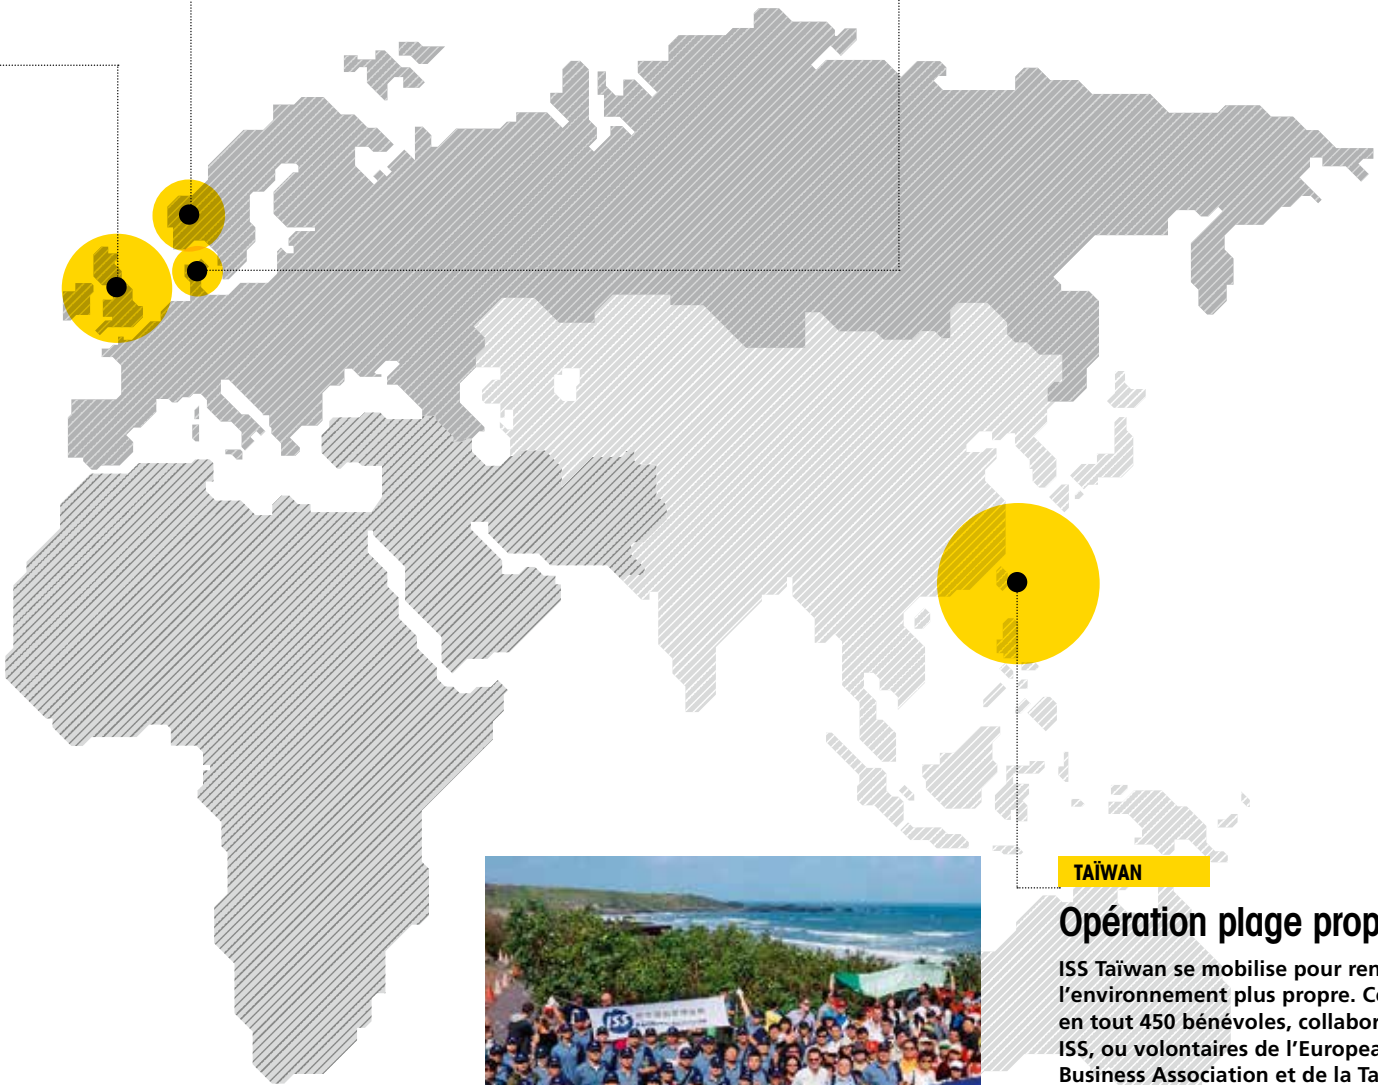 TAÏWAN
Opération plage prop
ISS Taïwan se mobilise pour ren
l’environnement plus propre. C
en tout 450 bénévoles, collabor
ISS, ou volontaires de l’Europea
Business Association et de la Ta
ISS